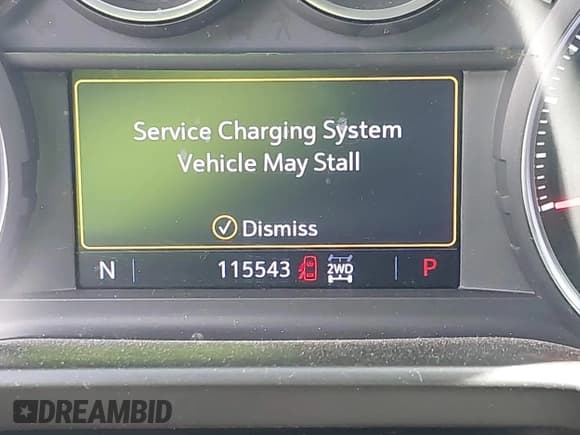 Service Charging System
Vehicle May Stall
Dismiss
N 115543 2WD P
DREAMBID